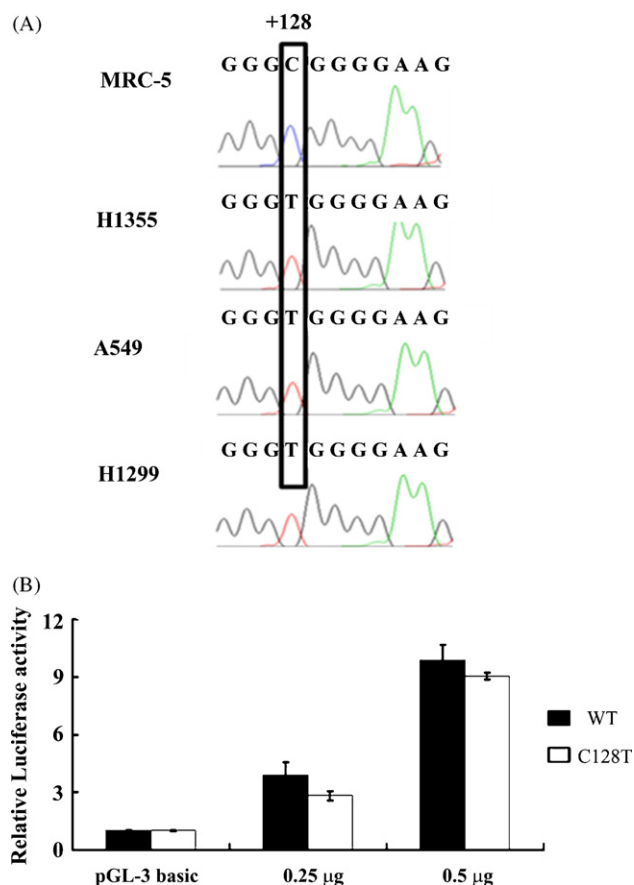 (A)
+128
G G G C G G G G A A G
MRC-5
G G G T G G G G A A G
H1355
G G G T G G G G A A G
A549
G G G T G G G G A A G
H1299
(B)
Relative Luciferase activity
12
9
6
3
0
WT
C128T
pGL-3 basic
0.25 µg
0.5 µg